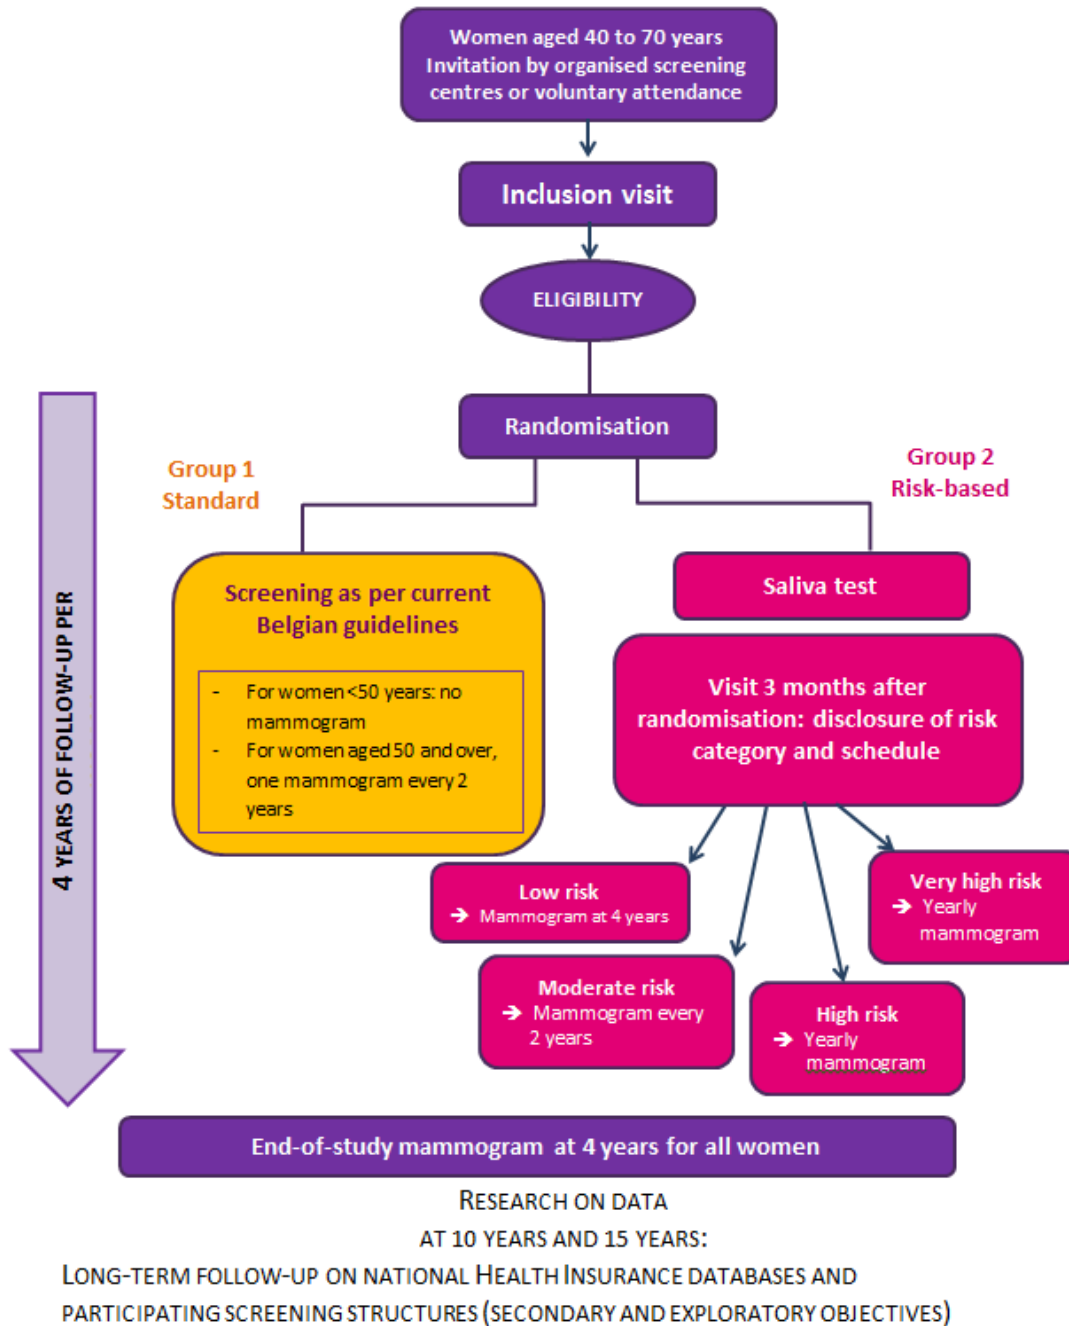 Women aged 40 to 70 years
Invitation by organised screening
centres or voluntary attendance
Inclusion visit
ELIGIBILITY
Randomisation
Group 1
Standard
Group 2
Risk-based
4 YEARS OF FOLLOW-UP PER
Screening as per current
Belgian guidelines
- For women <50 years: no
mammogram
- For women aged 50 and over,
one mammogram every 2
years
Saliva test
Visit 3 months after
randomisation: disclosure of risk
category and schedule
Low risk
➔ Mammogram at 4 years
Moderate risk
➔ Mammogram every
2 years
High risk
➔ Yearly
mammogram
Very high risk
➔ Yearly
mammogram
End-of-study mammogram at 4 years for all women
RESEARCH ON DATA
AT 10 YEARS AND 15 YEARS:
LONG-TERM FOLLOW-UP ON NATIONAL HEALTH INSURANCE DATABASES AND
PARTICIPATING SCREENING STRUCTURES (SECONDARY AND EXPLORATORY OBJECTIVES)